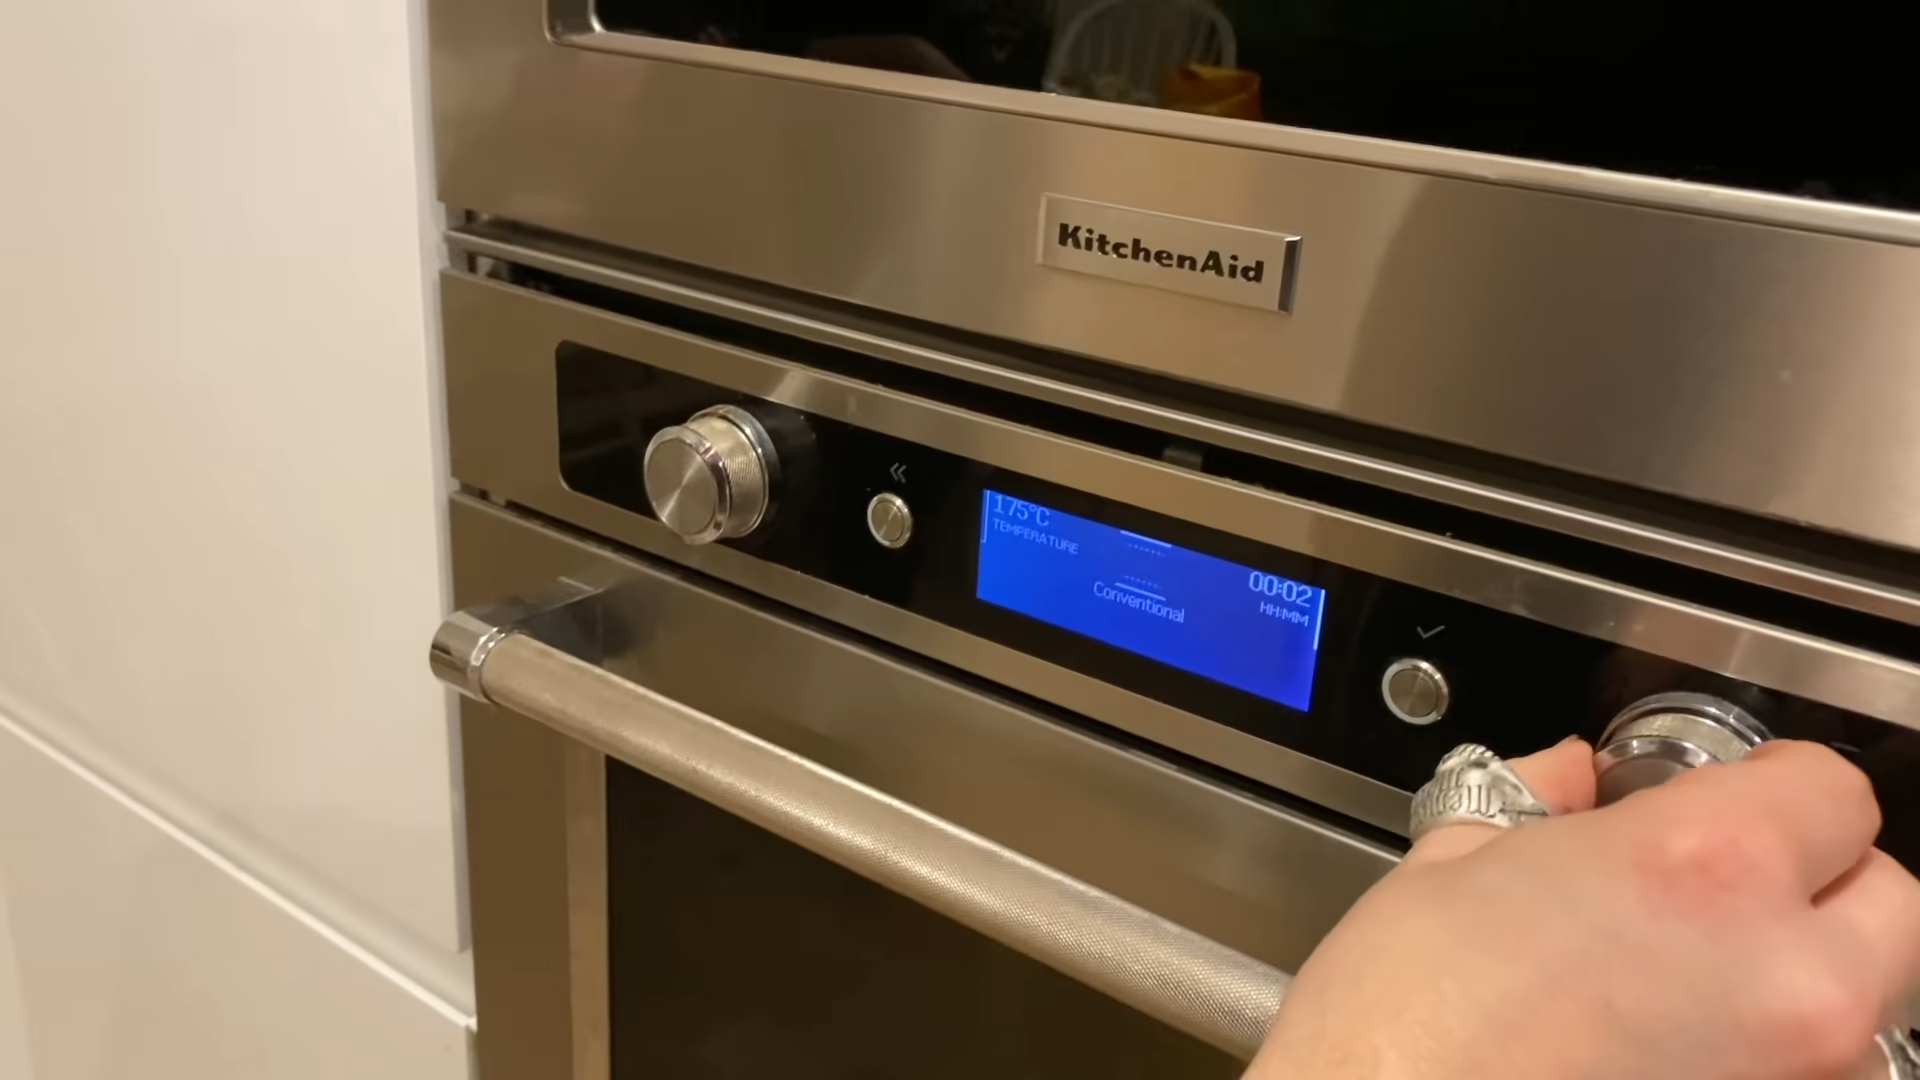 KitchenAid
175°C
TEMPERATURE
00:02
HH:MM
Conventional